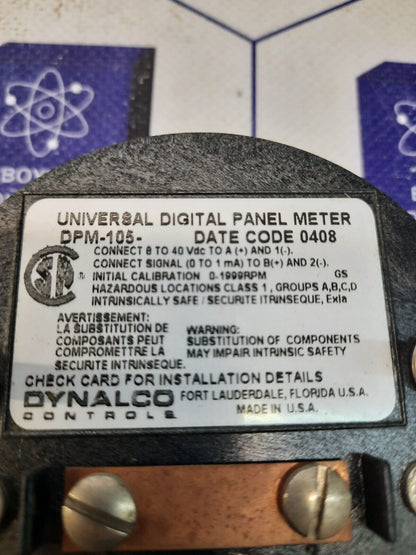 BOY
UNIVERSAL DIGITAL PANEL METER
DPM-105- DATE CODE 0408
CONNECT 8 TO 40 Vdc TO A (+) AND 1(-).
CONNECT SIGNAL (0 TO 1 mA) TO B(+) AND 2(-).
INITIAL CALIBRATION 0-1999RPM GS
HAZARDOUS LOCATIONS CLASS 1 , GROUPS A,B,C,D
INTRINSICALLY SAFE / SECURITE ITRINSEQUE, Exia
AVERTISSEMENT:
LA SUBSTITUTION DE
COMPOSANTS PEUT
COMPROMETTRE LA
SECURITE INTRINSEQUE.
WARNING:
SUBSTITUTION OF COMPONENTS
MAY IMPAIR INTRINSIC SAFETY
CHECK CARD FOR INSTALLATION DETAILS
DYNALCO
CONTROLS
FORT LAUDERDALE, FLORIDA U.S.A.
MADE IN U.S.A.